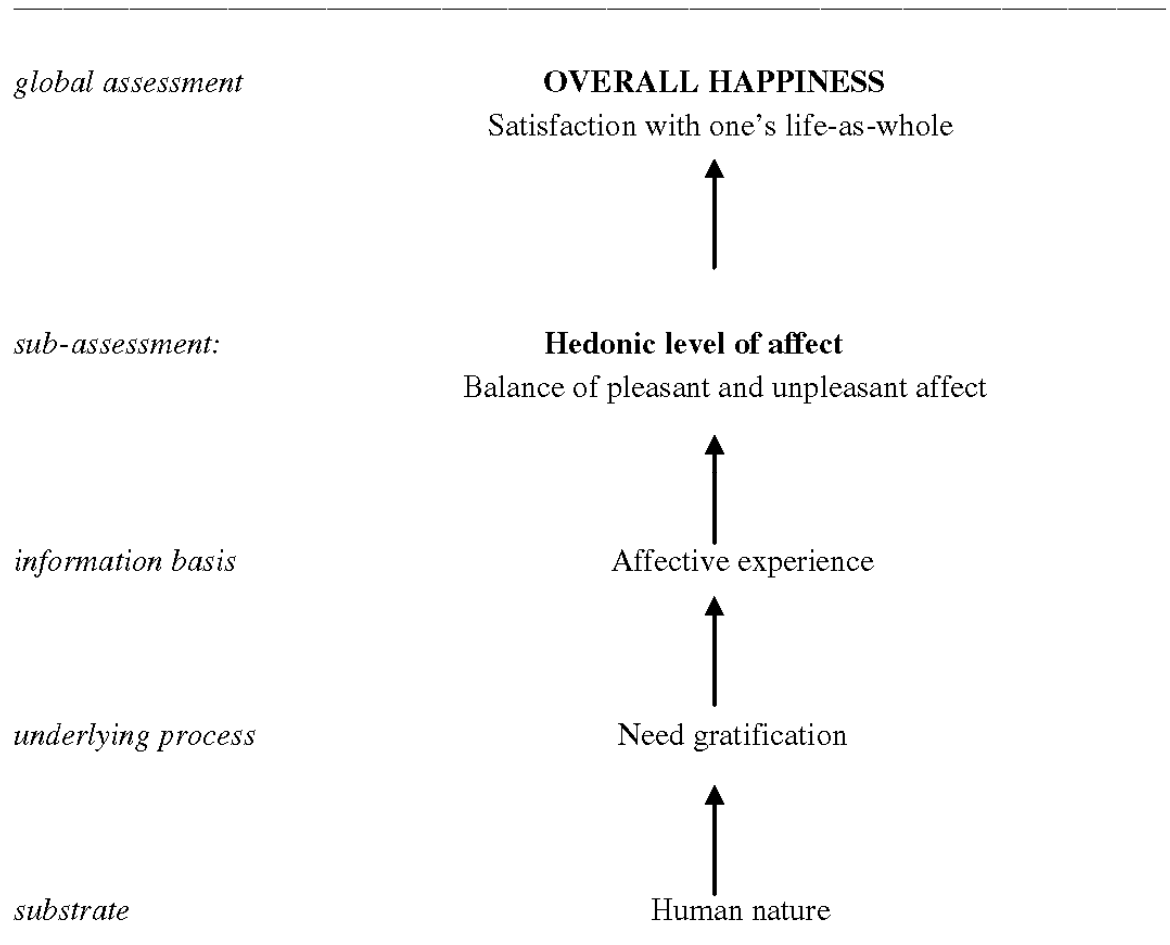 global assessment OVERALL HAPPINESS
Satisfaction with one’s life-as-whole
sub-assessment: Hedonic level of affect
Balance of pleasant and unpleasant affect
information basis Affective experience
underlying process Need gratification
substrate Human nature